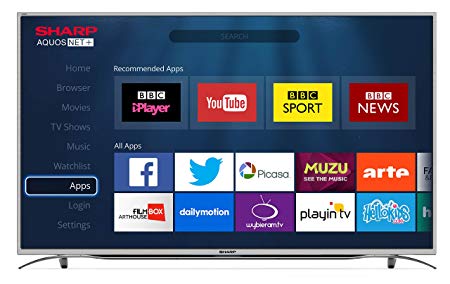 SHARP
AQUOS NET+
SEARCH
Home
Browser
Movies
TV Shows
Music
Watchlist
Apps
Login
Settings
Recommended Apps
BBC
iPlayer
YouTube
BBC
SPORT
BBC
NEWS
All Apps
f
Picasa
MUZU
SEE THE MUSIC
arte
FILMBOX
ARTHOUSE
dailymotion
wybieram.tv
playin'tv
HelloKids
SHARP